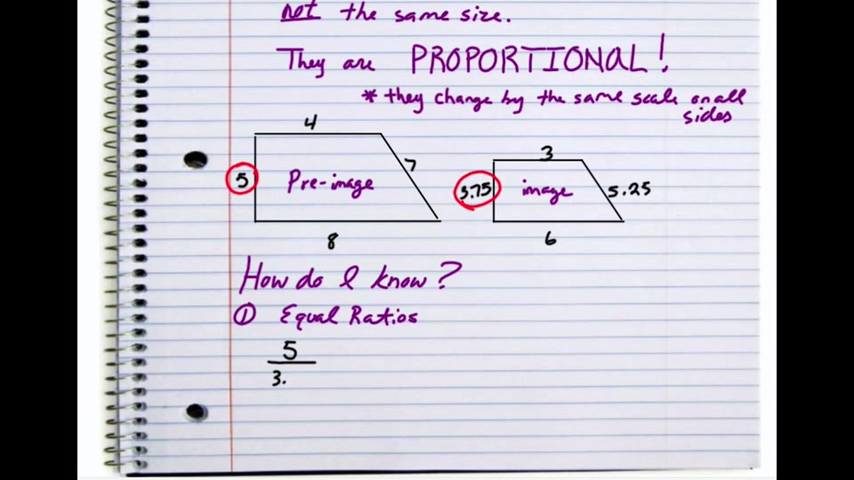 not the same size.
They are PROPORTIONAL!
* they change by the same scale on all
sides
4
3
7
5
Pre-image
3.75
image
5.25
8
6
How do I know?
① Equal Ratios
5
3.